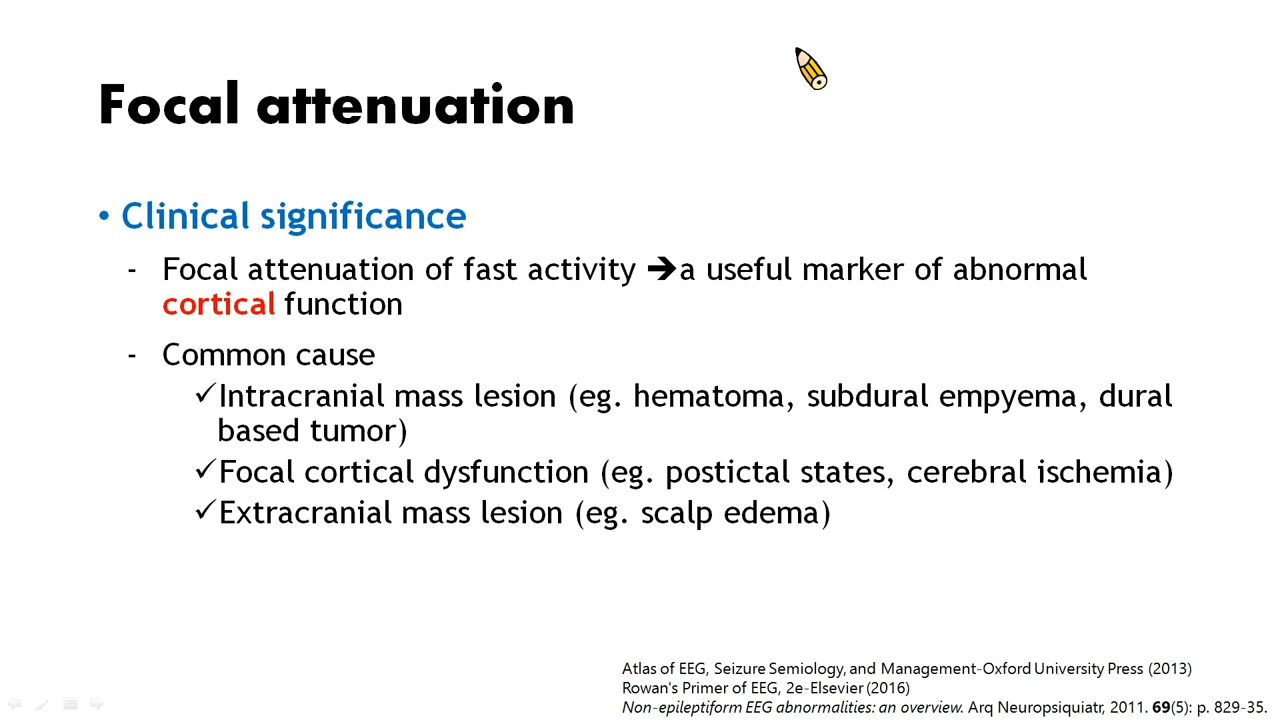 Focal attenuation
• Clinical significance
- Focal attenuation of fast activity ➔a useful marker of abnormal
cortical function
- Common cause
✓Intracranial mass lesion (eg. hematoma, subdural empyema, dural
based tumor)
✓Focal cortical dysfunction (eg. postictal states, cerebral ischemia)
✓Extracranial mass lesion (eg. scalp edema)
Atlas of EEG, Seizure Semiology, and Management-Oxford University Press (2013)
Rowan's Primer of EEG, 2e-Elsevier (2016)
Non-epileptiform EEG abnormalities: an overview. Arq Neuropsiquiatr, 2011. 69(5): p. 829-35.